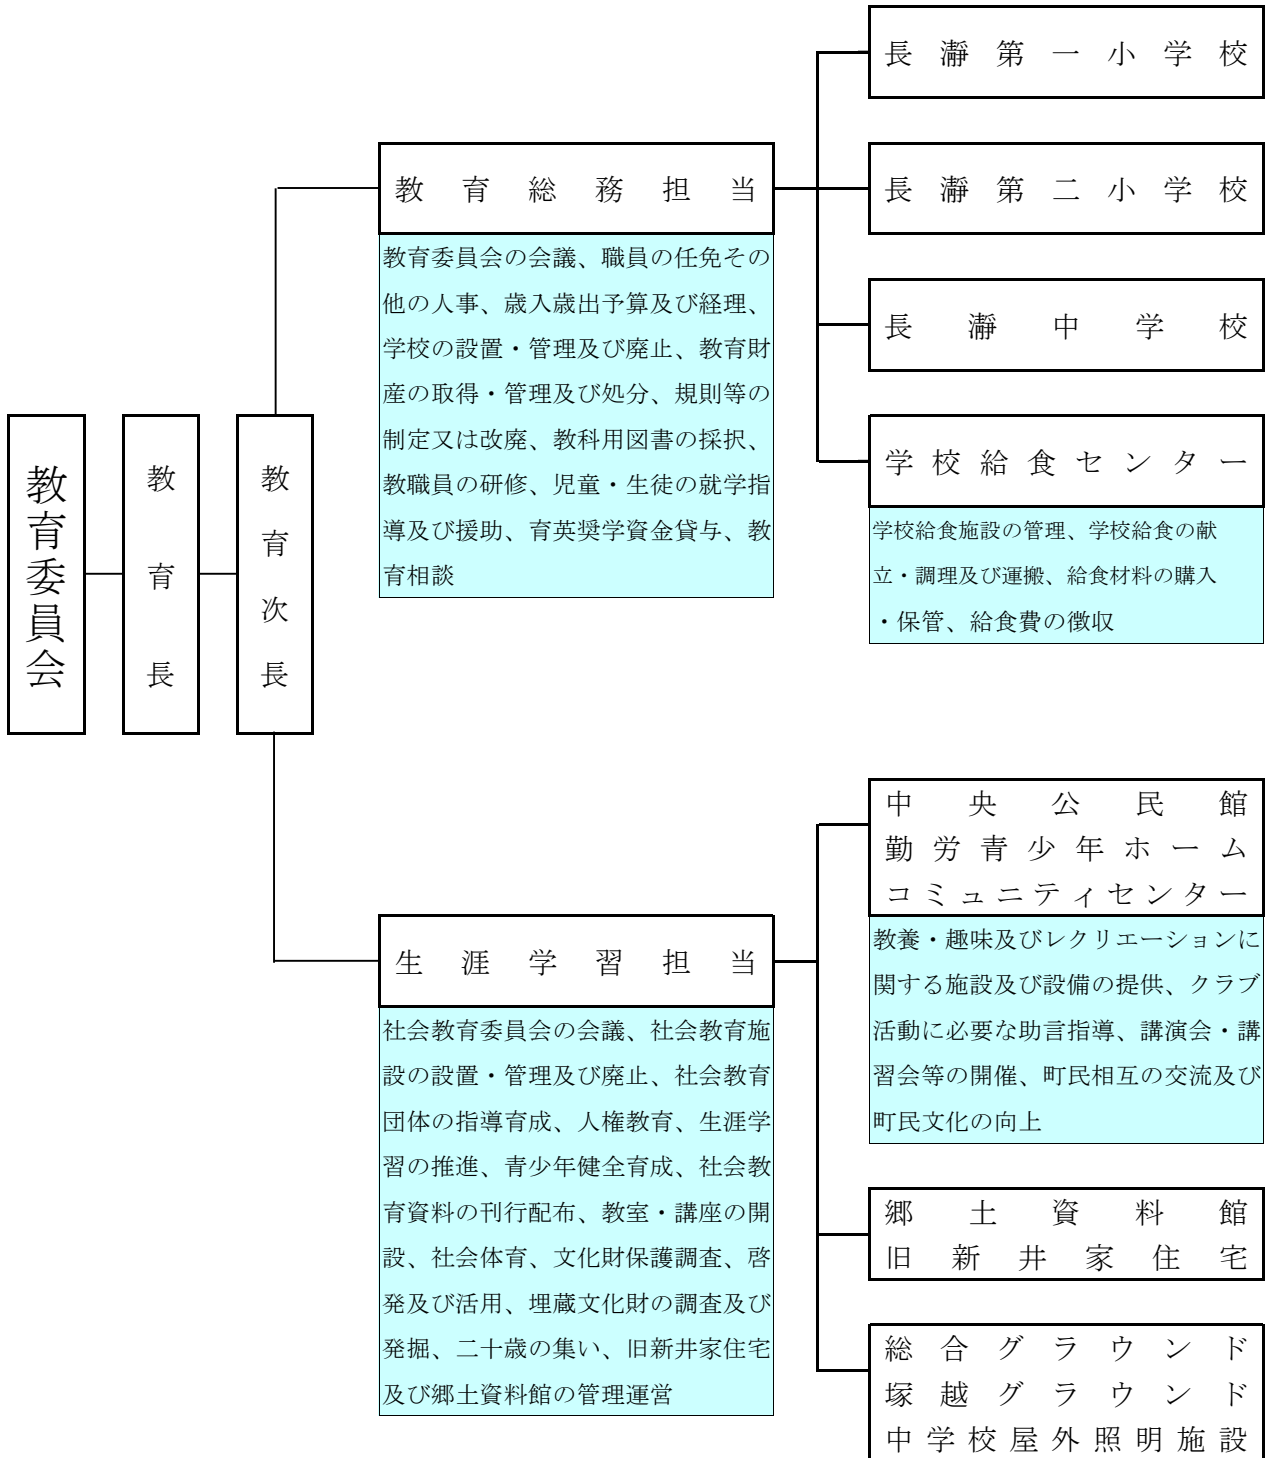 教育委員会
教育長
教育次長
教育総務担当
教育委員会の会議、職員の任免その
他の人事、歳入歳出予算及び経理、
学校の設置・管理及び廃止、教育財
産の取得・管理及び処分、規則等の
制定又は改廃、教科用図書の採択、
教職員の研修、児童・生徒の就学指
導及び援助、育英奨学資金貸与、教
育相談
長瀞第一小学校
長瀞第二小学校
長瀞中学校
学校給食センター
学校給食施設の管理、学校給食の献
立・調理及び運搬、給食材料の購入
・保管、給食費の徴収
生涯学習担当
社会教育委員会の会議、社会教育施
設の設置・管理及び廃止、社会教育
団体の指導育成、人権教育、生涯学
習の推進、青少年健全育成、社会教
育資料の刊行配布、教室・講座の開
設、社会体育、文化財保護調査、啓
発及び活用、埋蔵文化財の調査及び
発掘、二十歳の集い、旧新井家住宅
及び郷土資料館の管理運営
中央公民館
勤労青少年ホーム
コミュニティセンター
教養・趣味及びレクリエーションに
関する施設及び設備の提供、クラブ
活動に必要な助言指導、講演会・講
習会等の開催、町民相互の交流及び
町民文化の向上
郷土資料館
旧新井家住宅
総合グラウンド
塚越グラウンド
中学校屋外照明施設